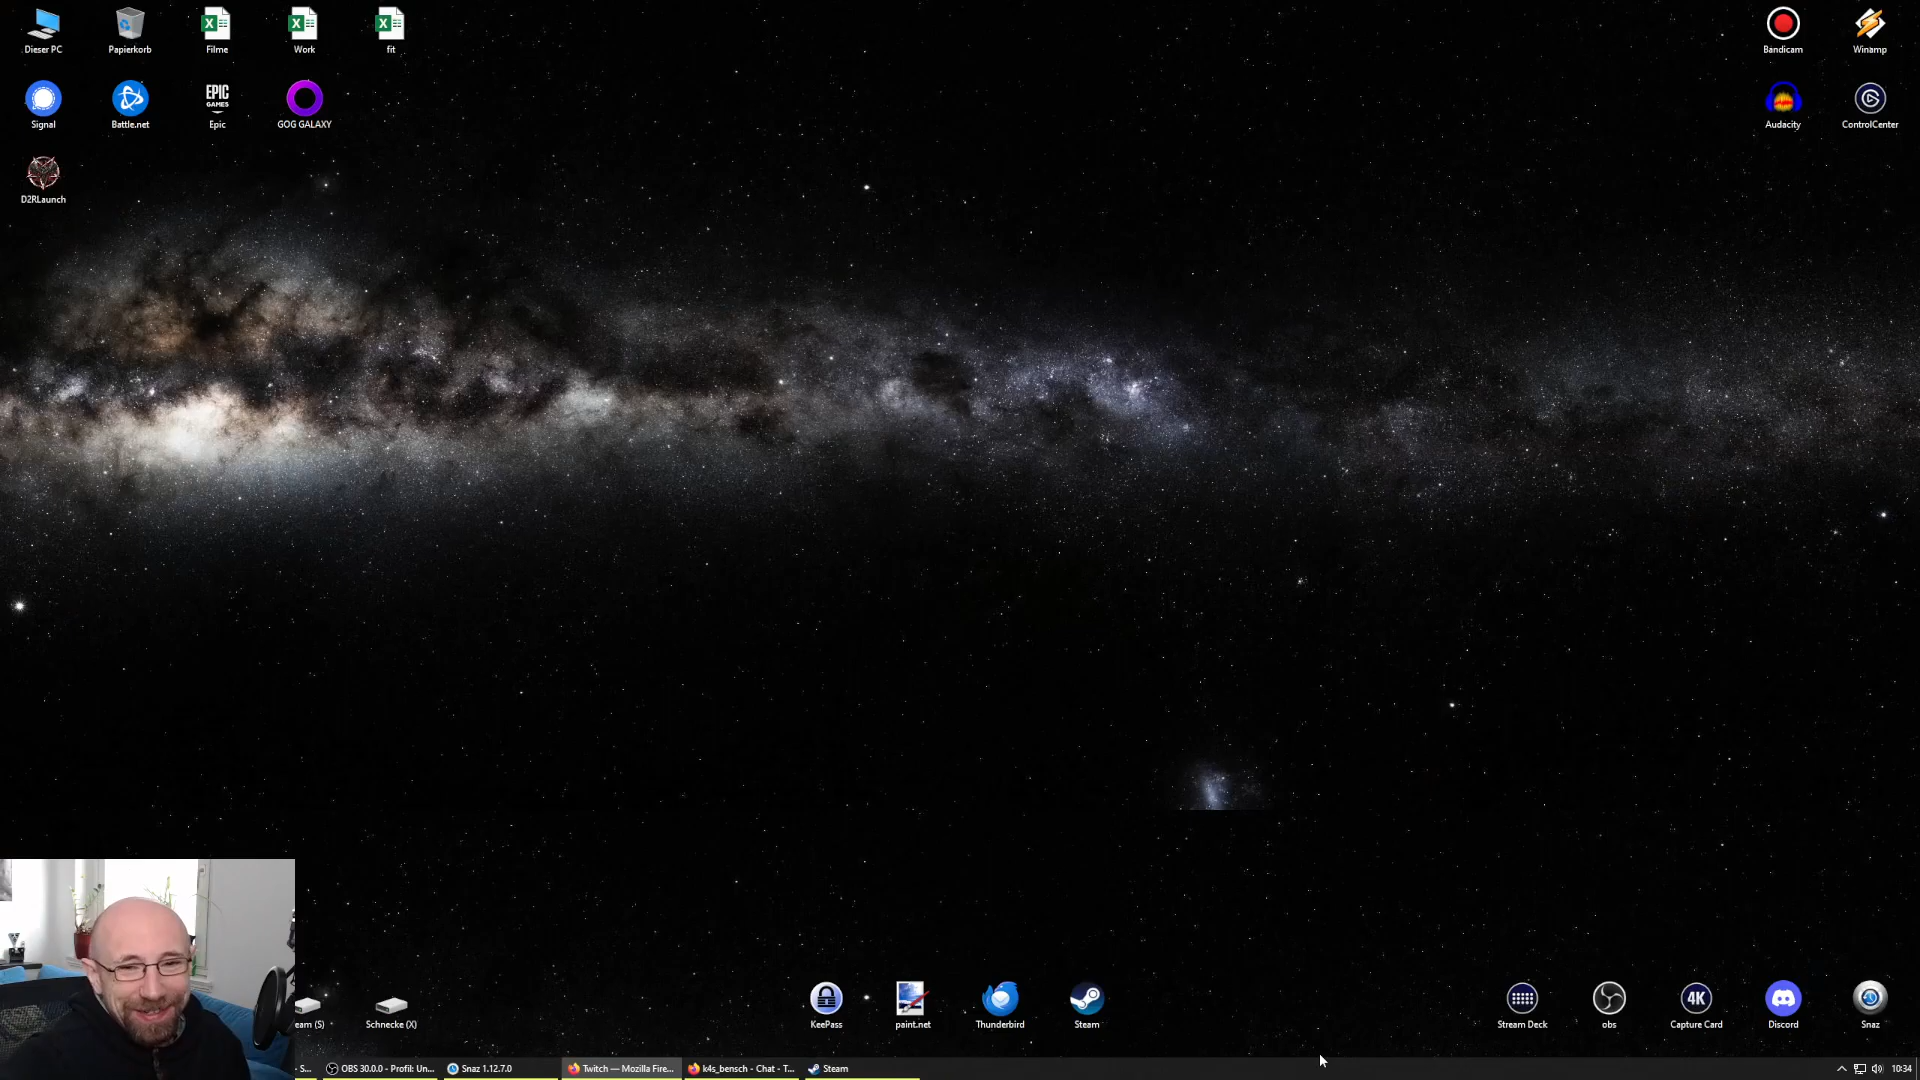 Dieser PC
Papierkorb
Filme
Work
fit
Bandicam
Winamp
Signal
Battle.net
EPIC
GAMES
Epic
GOG GALAXY
Audacity
ControlCenter
D2RLaunch
eam (S)
Schnecke (X)
KeePass
paint.net
Thunderbird
Steam
Stream Deck
obs
4K
Capture Card
Discord
Snaz
- S...
OBS 30.0.0 - Profil: Un...
Snaz 1.12.7.0
Twitch — Mozilla Fire...
k4s_bensch - Chat - T...
Steam
10:34